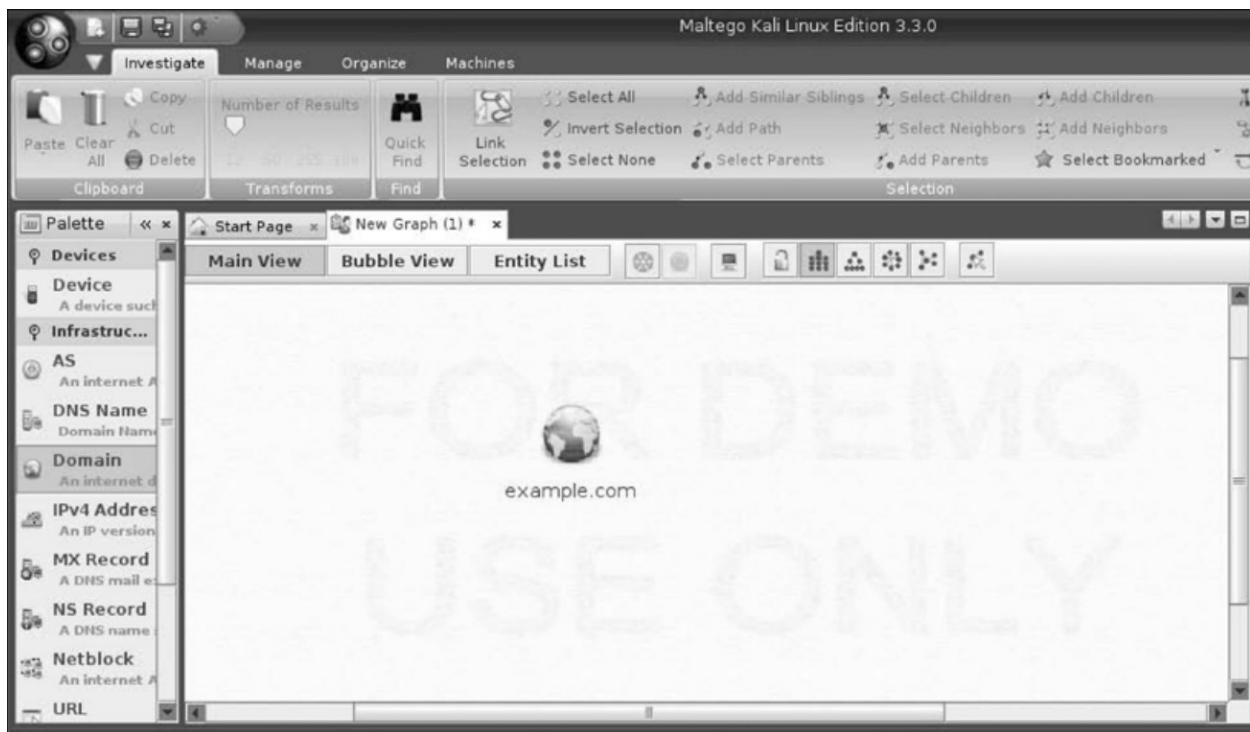 Maltego Kali Linux Edition 3.3.0
Investigate Manage Organize Machines
Paste Clear All Copy Cut Delete
Clipboard
Number of Results
12 50 255 10k
Transforms
Quick Find
Find
Link Selection
Select All Add Similar Siblings Select Children Add Children
Invert Selection Add Path Select Neighbors Add Neighbors
Select None Select Parents Add Parents Select Bookmarked
Selection
Palette
Start Page New Graph (1) *
Main View Bubble View Entity List
Devices
Device
A device such
Infrastruc...
AS
An internet A
DNS Name
Domain Name
Domain
An internet d
IPv4 Addres
An IP version
MX Record
A DNS mail e
NS Record
A DNS name
Netblock
An internet A
URL
FOR DEMO
example.com
USE ONLY